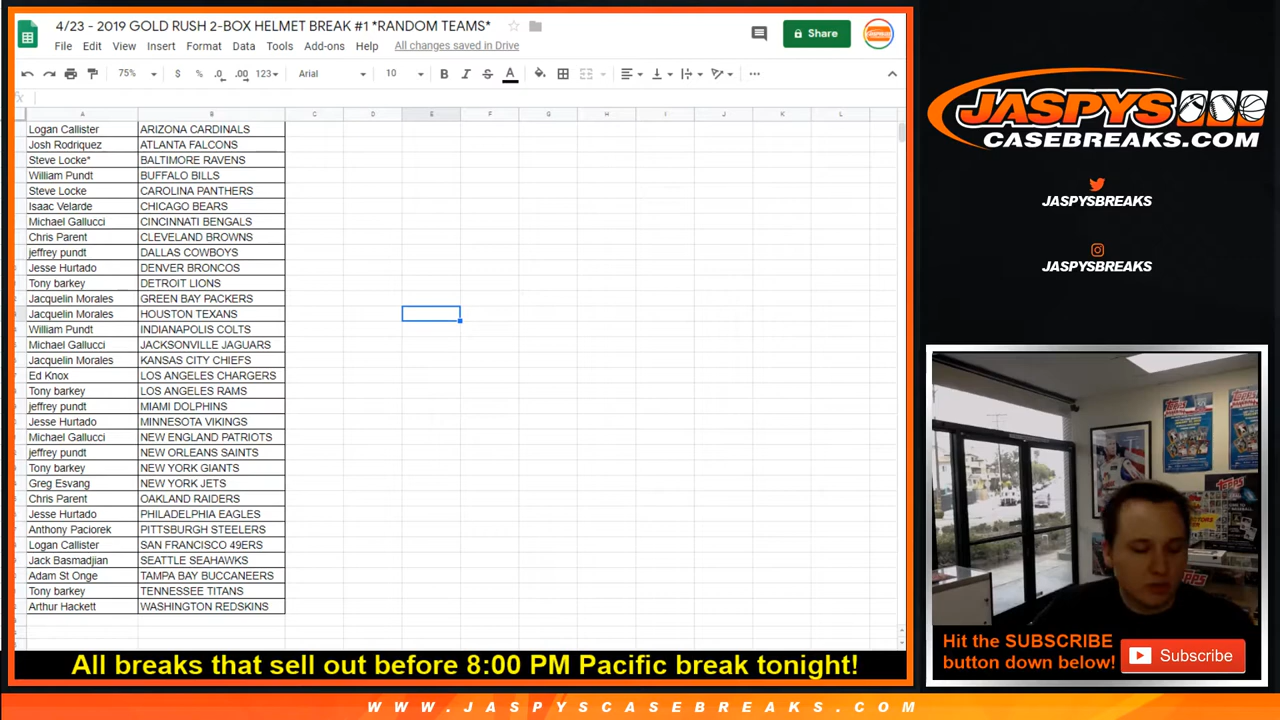 4/23 - 2019 GOLD RUSH 2-BOX HELMET BREAK #1 *RANDOM TEAMS*
File Edit View Insert Format Data Tools Add-ons Help All changes saved in Drive
Share
75% $ % .0 .00 123 Arial 10 B I S A
A B C D E F G H I J K L
Logan Callister ARIZONA CARDINALS
Josh Rodriquez ATLANTA FALCONS
Steve Locke* BALTIMORE RAVENS
William Pundt BUFFALO BILLS
Steve Locke CAROLINA PANTHERS
Isaac Velarde CHICAGO BEARS
Michael Gallucci CINCINNATI BENGALS
Chris Parent CLEVELAND BROWNS
jeffrey pundt DALLAS COWBOYS
Jesse Hurtado DENVER BRONCOS
Tony barkey DETROIT LIONS
Jacquelin Morales GREEN BAY PACKERS
Jacquelin Morales HOUSTON TEXANS
William Pundt INDIANAPOLIS COLTS
Michael Gallucci JACKSONVILLE JAGUARS
Jacquelin Morales KANSAS CITY CHIEFS
Ed Knox LOS ANGELES CHARGERS
Tony barkey LOS ANGELES RAMS
jeffrey pundt MIAMI DOLPHINS
Jesse Hurtado MINNESOTA VIKINGS
Michael Gallucci NEW ENGLAND PATRIOTS
jeffrey pundt NEW ORLEANS SAINTS
Tony barkey NEW YORK GIANTS
Greg Esvang NEW YORK JETS
Chris Parent OAKLAND RAIDERS
Jesse Hurtado PHILADELPHIA EAGLES
Anthony Paciorek PITTSBURGH STEELERS
Logan Callister SAN FRANCISCO 49ERS
Jack Basmadjian SEATTLE SEAHAWKS
Adam St Onge TAMPA BAY BUCCANEERS
Tony barkey TENNESSEE TITANS
Arthur Hackett WASHINGTON REDSKINS
All breaks that sell out before 8:00 PM Pacific break tonight!
JASPYS
CASEBREAKS.COM
JASPYSBREAKS
JASPYSBREAKS
Hit the SUBSCRIBE
button down below!
Subscribe
WWW.JASPYSCASEBREAKS.COM